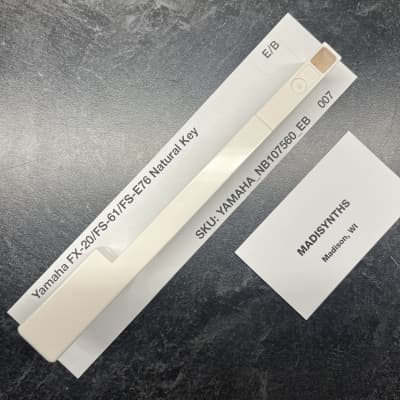 E/B
Yamaha FX-20/FS-61/FS-E76 Natural Key
SKU: YAMAHA_NB107560_EB
007
MADISYNTHS
Madison, WI